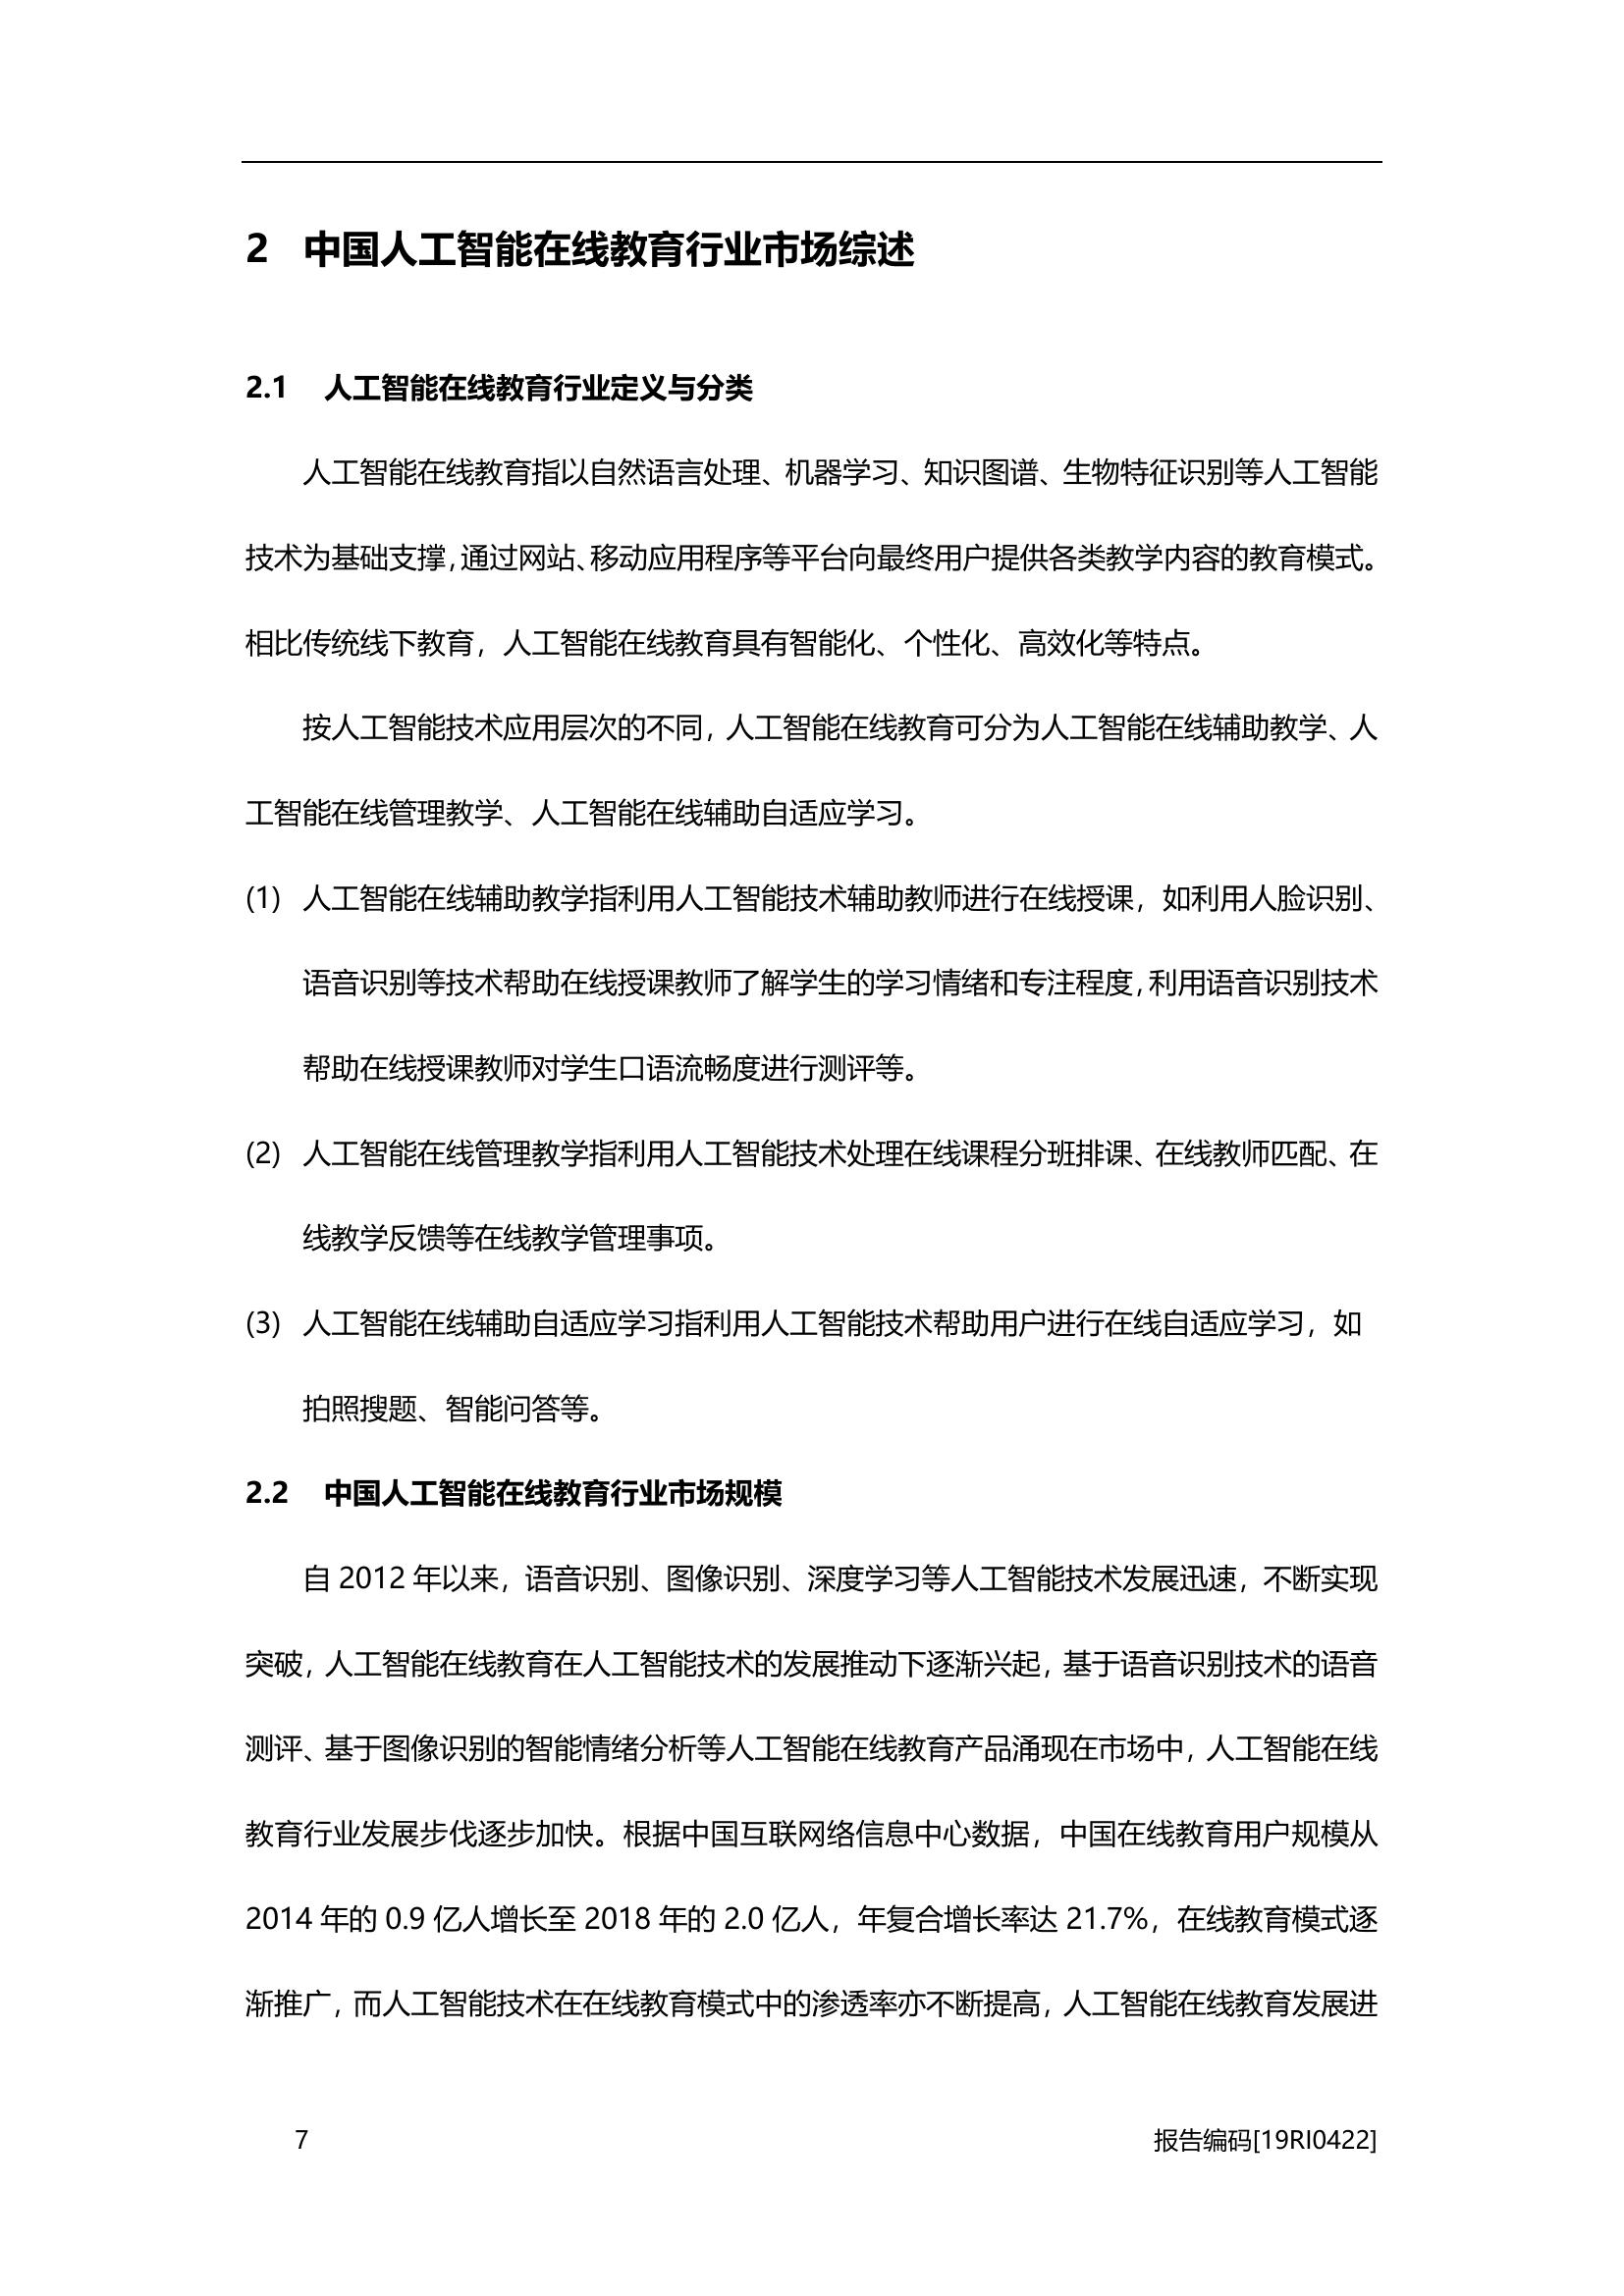 2 中国人工智能在线教育行业市场综述
2.1 人工智能在线教育行业定义与分类
人工智能在线教育指以自然语言处理、机器学习、知识图谱、生物特征识别等人工智能
技术为基础支撑，通过网站、移动应用程序等平台向最终用户提供各类教学内容的教育模式。
相比传统线下教育，人工智能在线教育具有智能化、个性化、高效化等特点。
按人工智能技术应用层次的不同，人工智能在线教育可分为人工智能在线辅助教学、人
工智能在线管理教学、人工智能在线辅助自适应学习。
(1) 人工智能在线辅助教学指利用人工智能技术辅助教师进行在线授课，如利用人脸识别、
语音识别等技术帮助在线授课教师了解学生的学习情绪和专注程度，利用语音识别技术
帮助在线授课教师对学生口语流畅度进行测评等。
(2) 人工智能在线管理教学指利用人工智能技术处理在线课程分班排课、在线教师匹配、在
线教学反馈等在线教学管理事项。
(3) 人工智能在线辅助自适应学习指利用人工智能技术帮助用户进行在线自适应学习，如
拍照搜题、智能问答等。
2.2 中国人工智能在线教育行业市场规模
自 2012 年以来，语音识别、图像识别、深度学习等人工智能技术发展迅速，不断实现
突破，人工智能在线教育在人工智能技术的发展推动下逐渐兴起，基于语音识别技术的语音
测评、基于图像识别的智能情绪分析等人工智能在线教育产品涌现在市场中，人工智能在线
教育行业发展步伐逐步加快。根据中国互联网络信息中心数据，中国在线教育用户规模从
2014 年的 0.9 亿人增长至 2018 年的 2.0 亿人，年复合增长率达 21.7%，在线教育模式逐
渐推广，而人工智能技术在在线教育模式中的渗透率亦不断提高，人工智能在线教育发展进
7 报告编码[19RI0422]